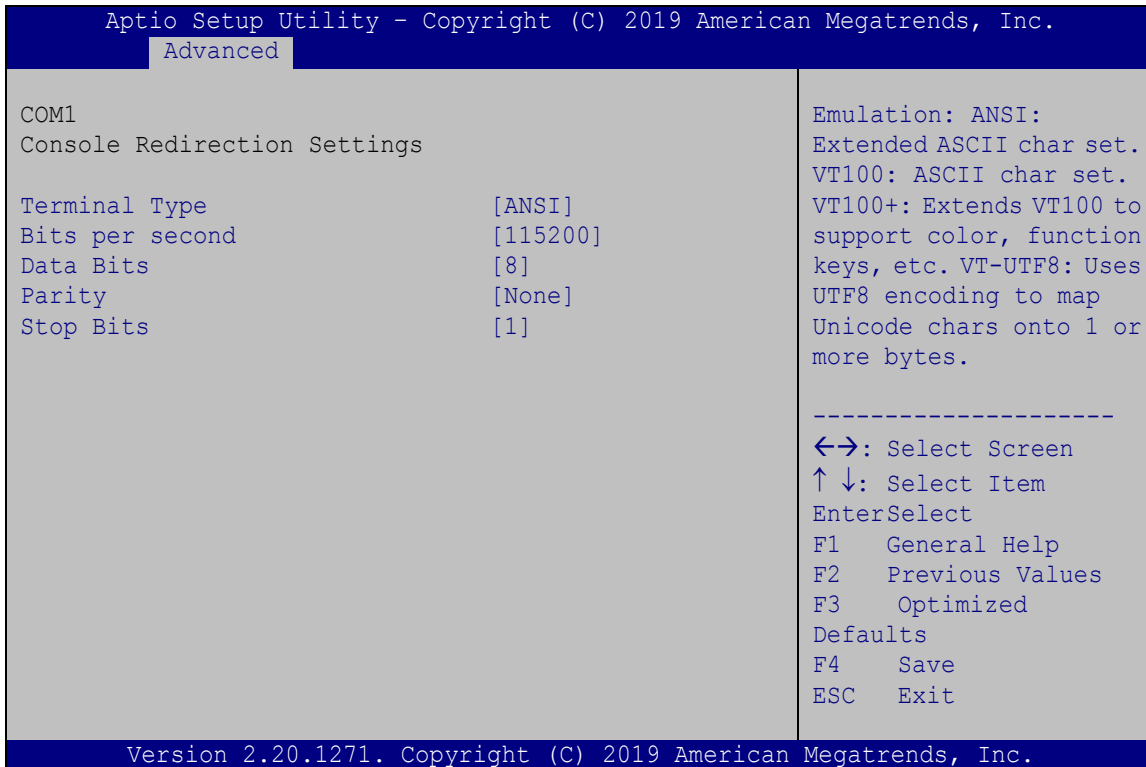 Aptio Setup Utility – Copyright (C) 2019 American Megatrends, Inc.
Advanced
COM1
Console Redirection Settings
Terminal Type [ANSI]
Bits per second [115200]
Data Bits [8]
Parity [None]
Stop Bits [1]
Emulation: ANSI:
Extended ASCII char set.
VT100: ASCII char set.
VT100+: Extends VT100 to
support color, function
keys, etc. VT-UTF8: Uses
UTF8 encoding to map
Unicode chars onto 1 or
more bytes.
---------------------
←→: Select Screen
↑ ↓: Select Item
EnterSelect
F1 General Help
F2 Previous Values
F3 Optimized
Defaults
F4 Save
ESC Exit
Version 2.20.1271. Copyright (C) 2019 American Megatrends, Inc.